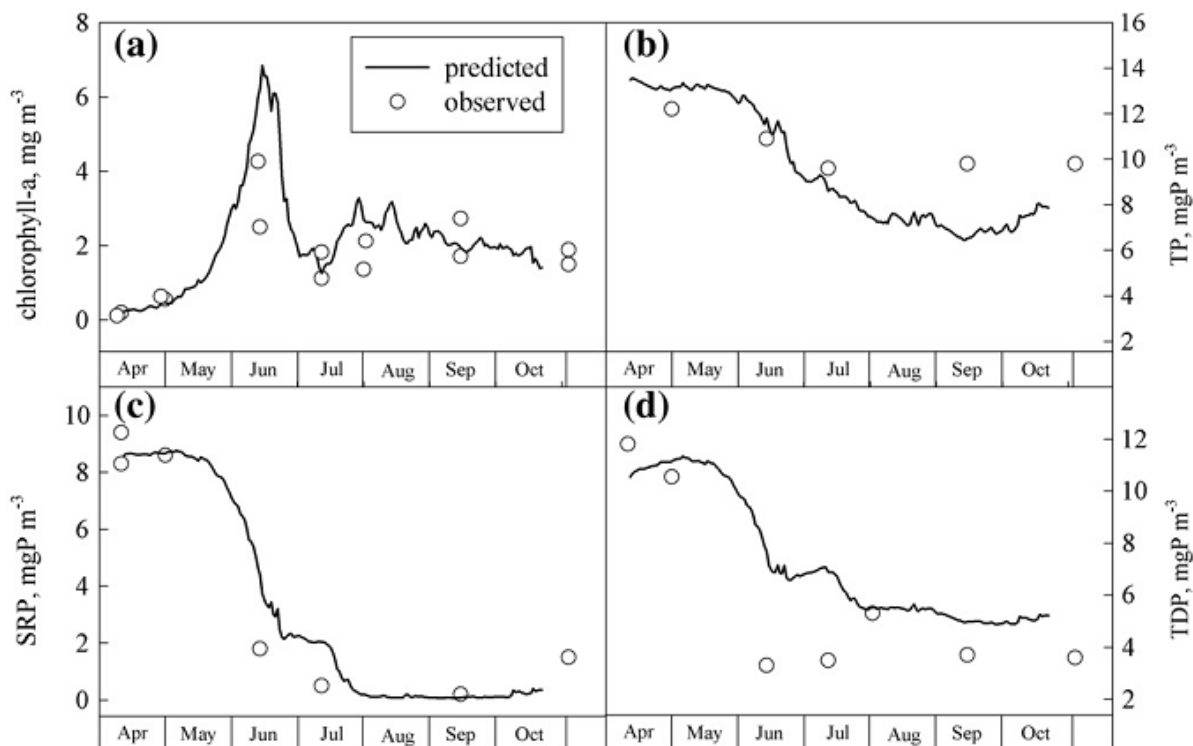 (a)
8
6
4
2
0
chlorophyll-a, mg m⁻³
predicted
observed
Apr May Jun Jul Aug Sep Oct
(b)
16
14
12
10
8
6
4
2
TP, mgP m⁻³
Apr May Jun Jul Aug Sep Oct
(c)
10
8
6
4
2
0
SRP, mgP m⁻³
Apr May Jun Jul Aug Sep Oct
(d)
12
10
8
6
4
2
TDP, mgP m⁻³
Apr May Jun Jul Aug Sep Oct